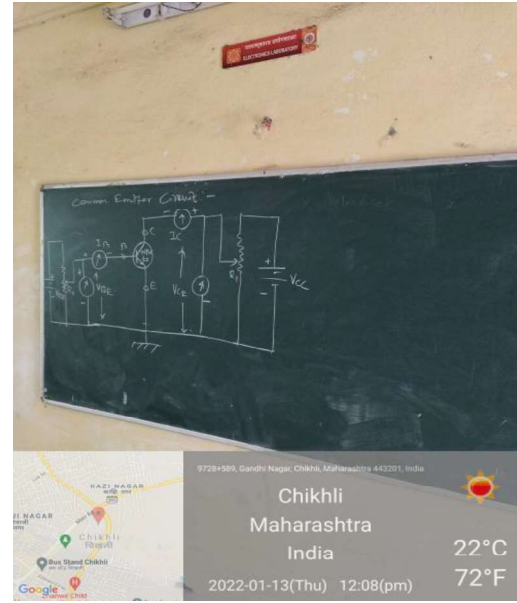 ELECTRONICS LABORATORY
Common Emitter Circuit :-
- +
C
IC
IB
B
+
R1
+
VBE
E
VCE
-
-
VCC
9728+589, Gandhi Nagar, Chikhli, Maharashtra 443201, India
Chikhli
Maharashtra
India
22°C
72°F
2022-01-13(Thu) 12:08(pm)
KAZI NAGAR
काझी नगर
Chikhli
चिखली
Bus Stand Chikhli
Google